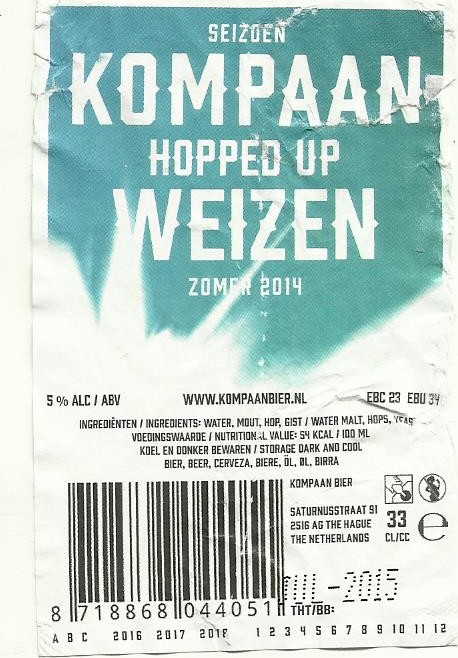 SEIZOEN
KOMPAAN
HOPPED UP
WEIZEN
ZOMER 2014
5 % ALC / ABV WWW.KOMPAANBIER.NL EBC 23 EBU 34
INGREDIËNTEN / INGREDIENTS: WATER, MOUT, HOP, GIST / WATER MALT, HOPS, YEAST
VOEDINGSWAARDE / NUTRITIONAL VALUE: 54 KCAL / 100 ML
KOEL EN DONKER BEWAREN / STORAGE DARK AND COOL
BIER, BEER, CERVEZA, BIERE, ÖL, ØL, BIRRA
KOMPAAN BIER
SATURNUSSTRAAT 91
2516 AG THE HAGUE
THE NETHERLANDS
33 e
CL/CC
JUL-2015
8 718868 044051 THT/BB:
A B C 2016 2017 2018 1 2 3 4 5 6 7 8 9 10 11 12